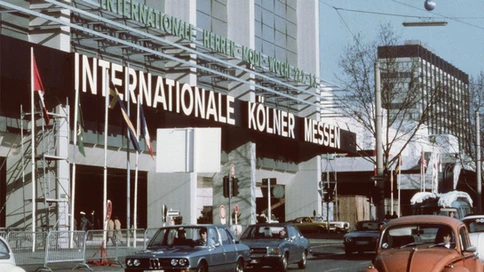 INTERNATIONALE HERREN-MODE-WOCHE
INTERNATIONALE KÖLNER MESSEN